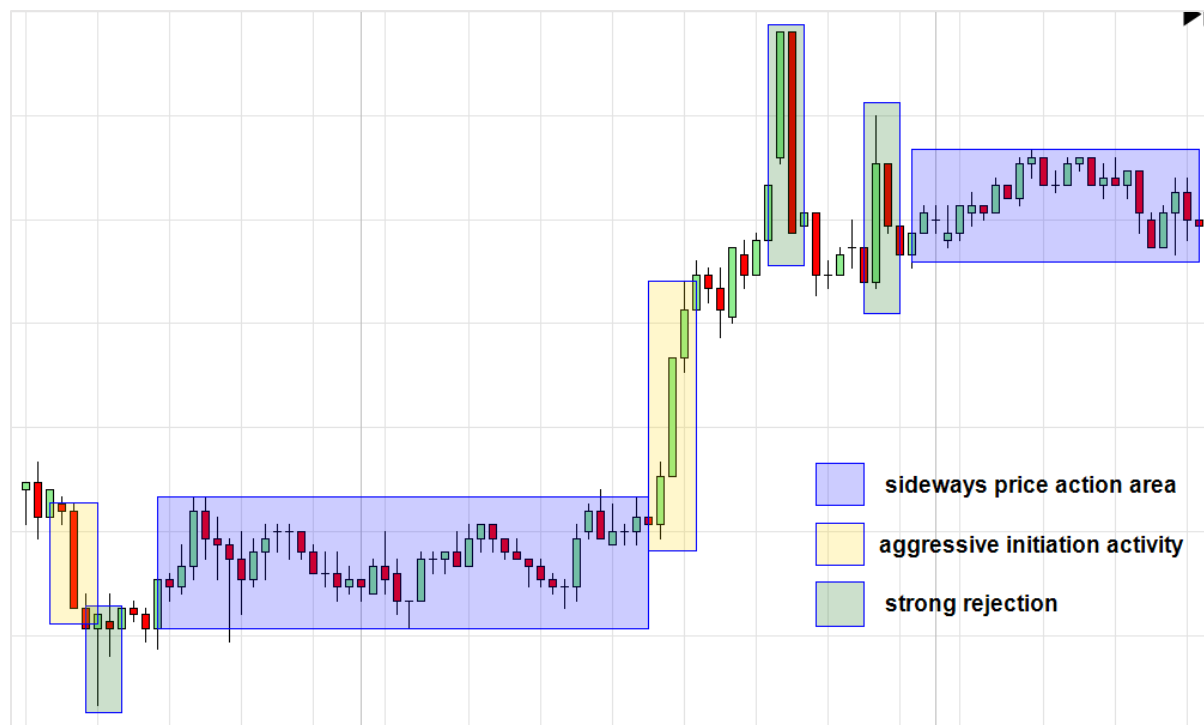 sideways price action area
aggressive initiation activity
strong rejection